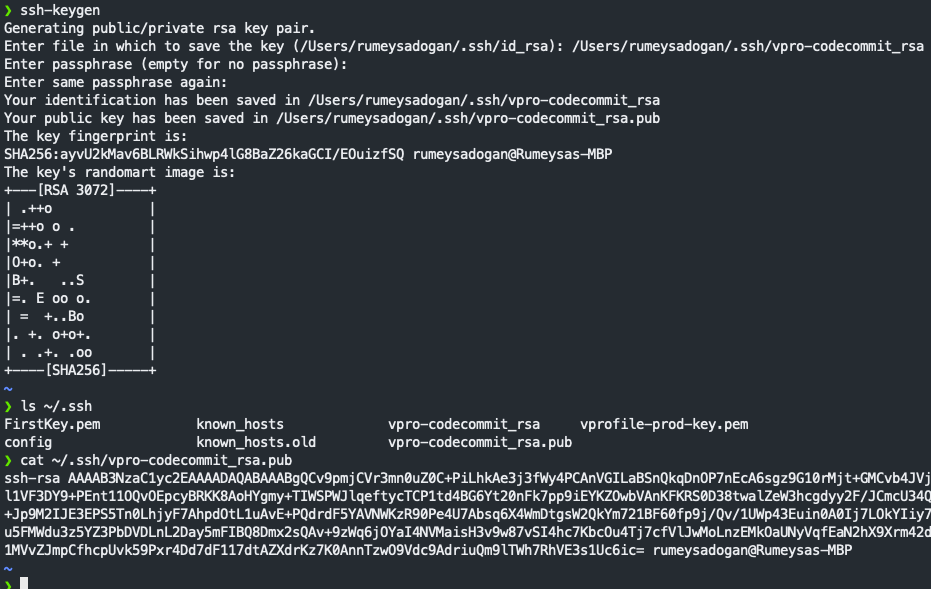 ❯ ssh-keygen
Generating public/private rsa key pair.
Enter file in which to save the key (/Users/rumeysadogan/.ssh/id_rsa): /Users/rumeysadogan/.ssh/vpro-codecommit_rsa
Enter passphrase (empty for no passphrase):
Enter same passphrase again:
Your identification has been saved in /Users/rumeysadogan/.ssh/vpro-codecommit_rsa
Your public key has been saved in /Users/rumeysadogan/.ssh/vpro-codecommit_rsa.pub
The key fingerprint is:
SHA256:ayvU2kMav6BLRWkSihwp4lG8BaZ26kaGCI/EOuizfSQ rumeysadogan@Rumeysas-MBP
The key's randomart image is:
+---[RSA 3072]----+
| .++o            |
|=++o o .         |
|**o.+ +          |
|O+o. +           |
|B+.   ..S        |
|=. E oo o.       |
| =  +..Bo        |
|. +. o+o+.       |
| . .+. .oo       |
+----[SHA256]-----+
~
❯ ls ~/.ssh
FirstKey.pem known_hosts vpro-codecommit_rsa vprofile-prod-key.pem
config known_hosts.old vpro-codecommit_rsa.pub
❯ cat ~/.ssh/vpro-codecommit_rsa.pub
ssh-rsa AAAAB3NzaC1yc2EAAAADAQABAAABgQCv9pmjCVr3mn0uZ0C+PiLhkAe3j3fWy4PCAnVGILaBSnQkqDnOP7nEcA6sgz9G10rMjt+GMCvb4JVj
l1VF3DY9+PEnt11OQvOEpcyBRKK8AoHYgmy+TIWSPWJlqeftycTCP1td4BG6Yt20nFk7pp9iEYKZOwbVAnKFKRS0D38twalZeW3hcgdyy2F/JCmcU34Q
+Jp9M2IJE3EPS5Tn0LhjyF7AhpdOtL1uAvE+PQdrdF5YAVNWKzR90Pe4U7Absq6X4WmDtgsW2QkYm721BF60fp9j/Qv/1UWp43Euin0A0Ij7LOkYIiy7
u5FMWdu3z5YZ3PbDVDLnL2Day5mFIBQ8Dmx2sQAv+9zWq6jOYaI4NVMaisH3v9w87vSI4hc7KbcOu4Tj7cfVlJwMoLnzEMkOaUNyVqfEaN2hX9Xrm42d
1MVvZJmpCfhcpUvk59Pxr4Dd7dF117dtAZXdrKz7K0AnnTzwO9Vdc9AdriuQm9lTWh7RhVE3s1Uc6ic= rumeysadogan@Rumeysas-MBP
~
❯